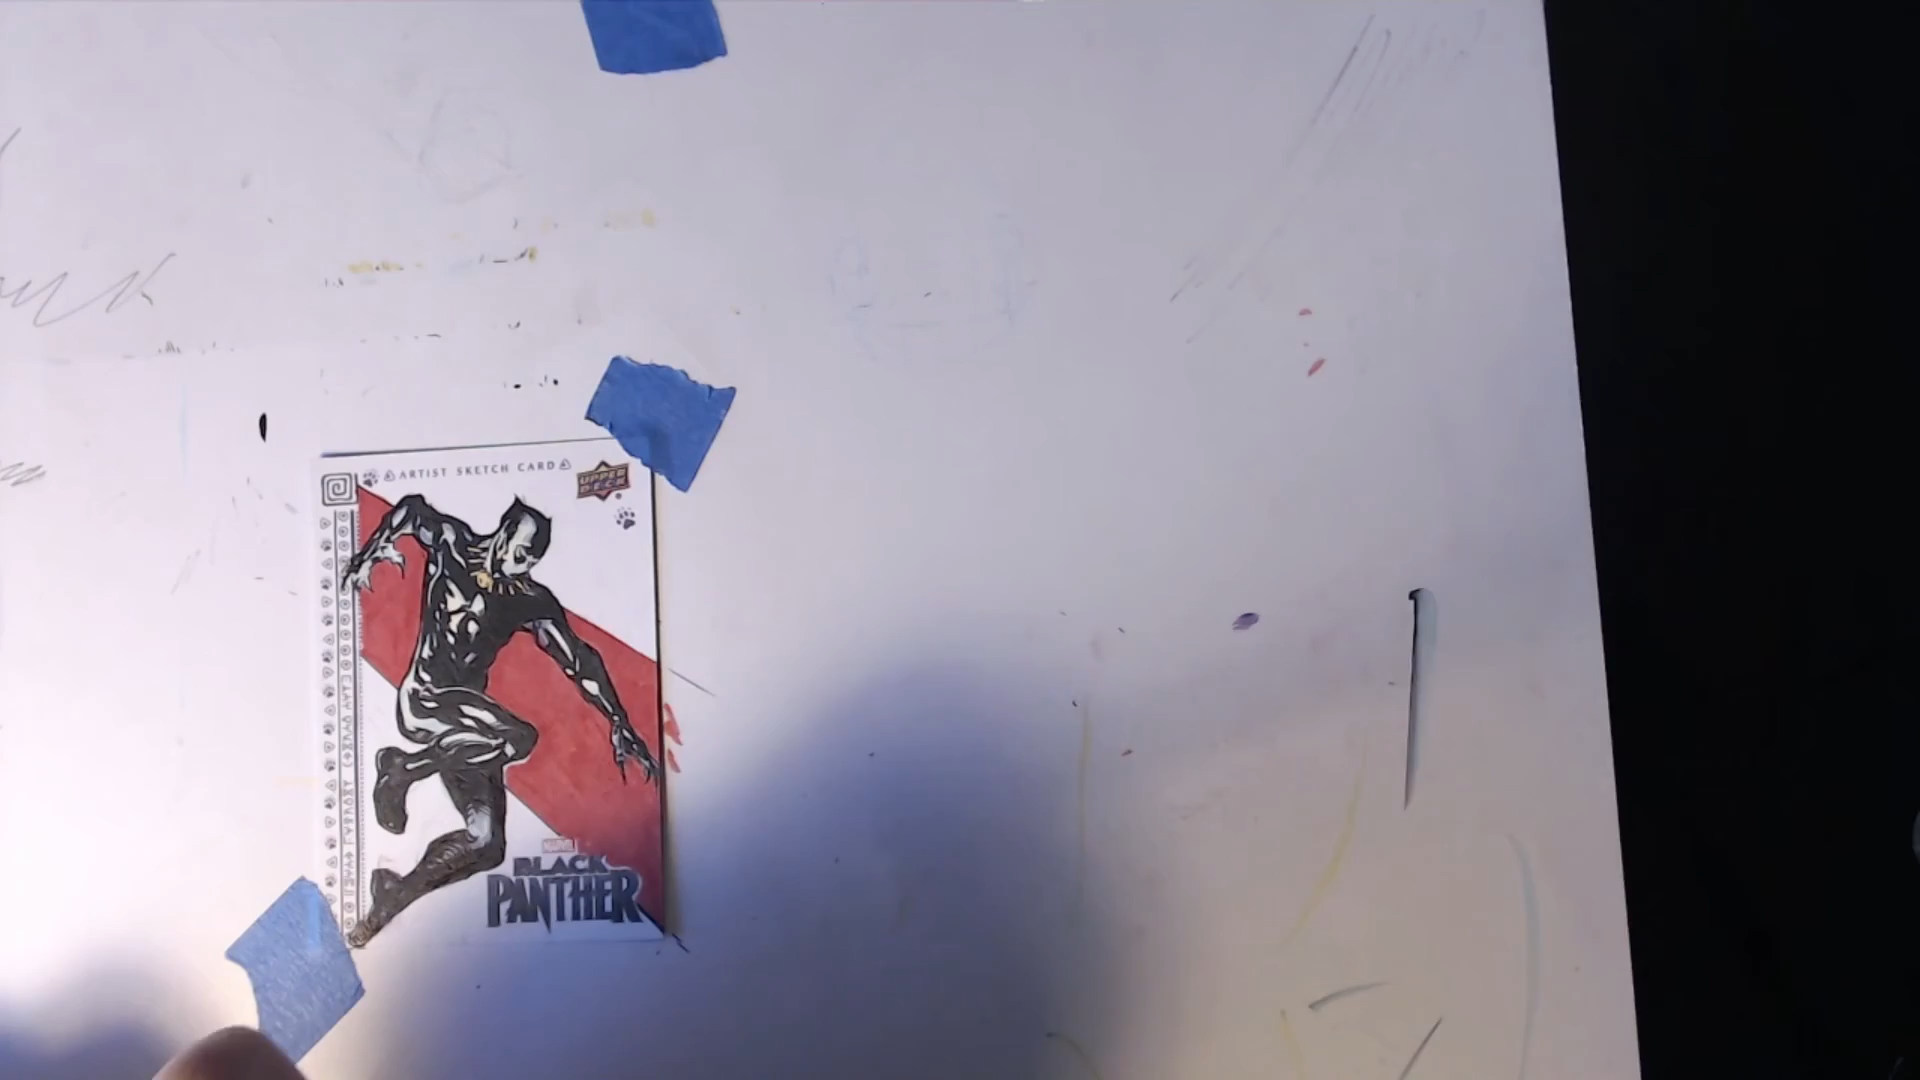 ARTIST SKETCH CARD
UPPER
DECK
MARVEL
BLACK
PANTHER